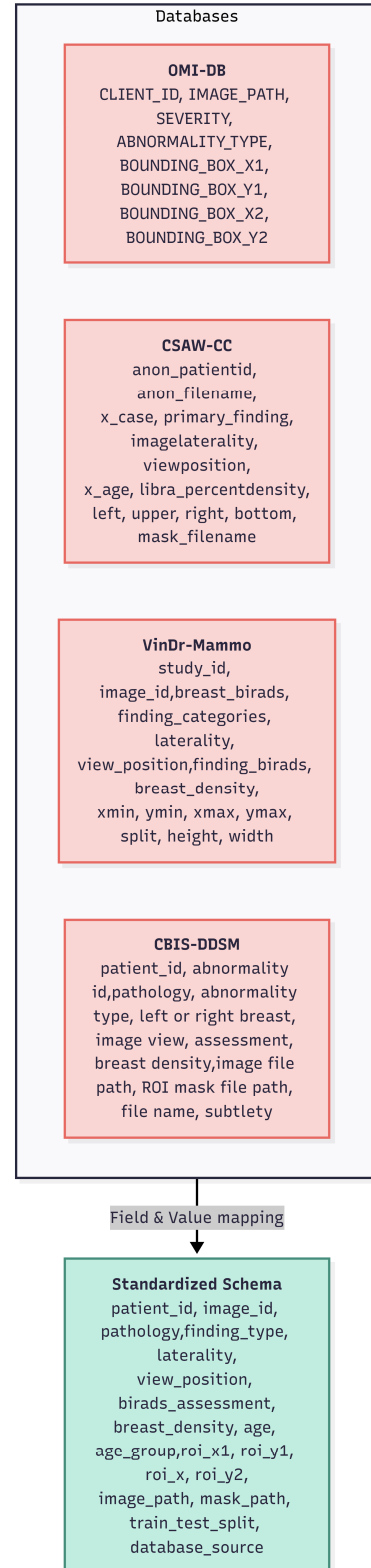 Databases
OMI-DB
CLIENT_ID, IMAGE_PATH,
SEVERITY,
ABNORMALITY_TYPE,
BOUNDING_BOX_X1,
BOUNDING_BOX_Y1,
BOUNDING_BOX_X2,
BOUNDING_BOX_Y2
CSAW-CC
anon_patientid,
anon_filename,
x_case, primary_finding,
imagelaterality,
viewposition,
x_age, libra_percentdensity,
left, upper, right, bottom,
mask_filename
VinDr-Mammo
study_id,
image_id,breast_birads,
finding_categories,
laterality,
view_position,finding_birads,
breast_density,
xmin, ymin, xmax, ymax,
split, height, width
CBIS-DDSM
patient_id, abnormality
id,pathology, abnormality
type, left or right breast,
image view, assessment,
breast density,image file
path, ROI mask file path,
file name, subtlety
Field & Value mapping
Standardized Schema
patient_id, image_id,
pathology,finding_type,
laterality,
view_position,
birads_assessment,
breast_density, age,
age_group,roi_x1, roi_y1,
roi_x, roi_y2,
image_path, mask_path,
train_test_split,
database_source